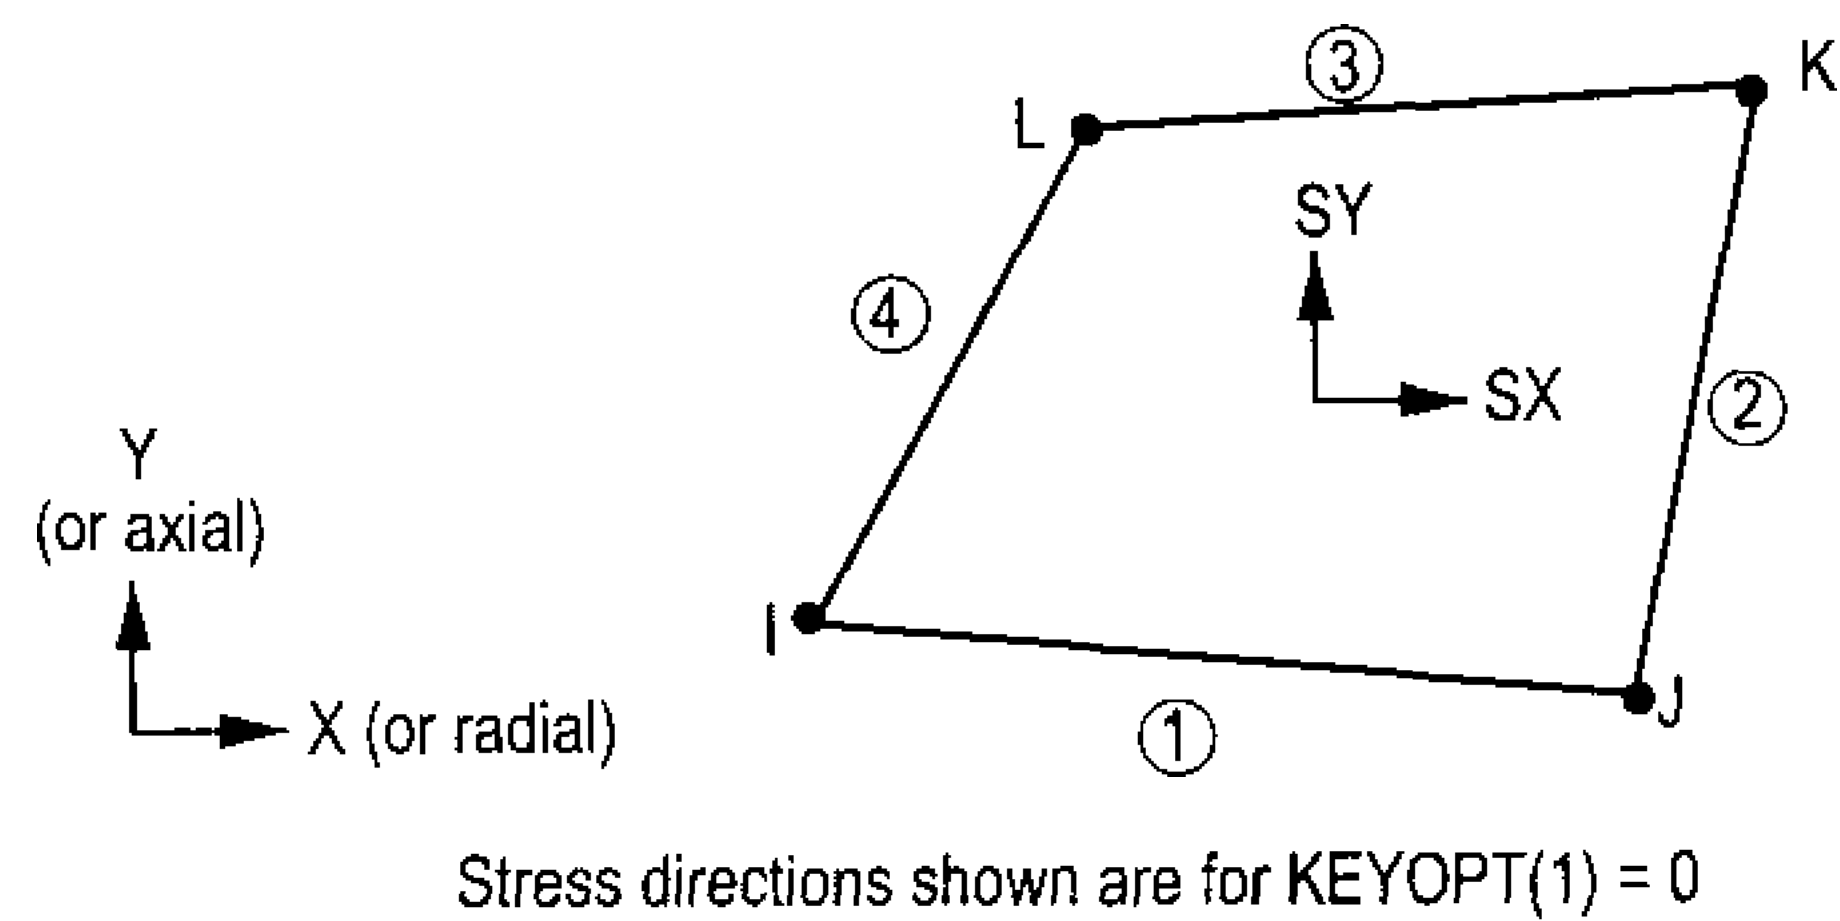 ③
K
L
SY
④
SX
②
Y
(or axial)
I
J
X (or radial)
①
Stress directions shown are for KEYOPT(1) = 0